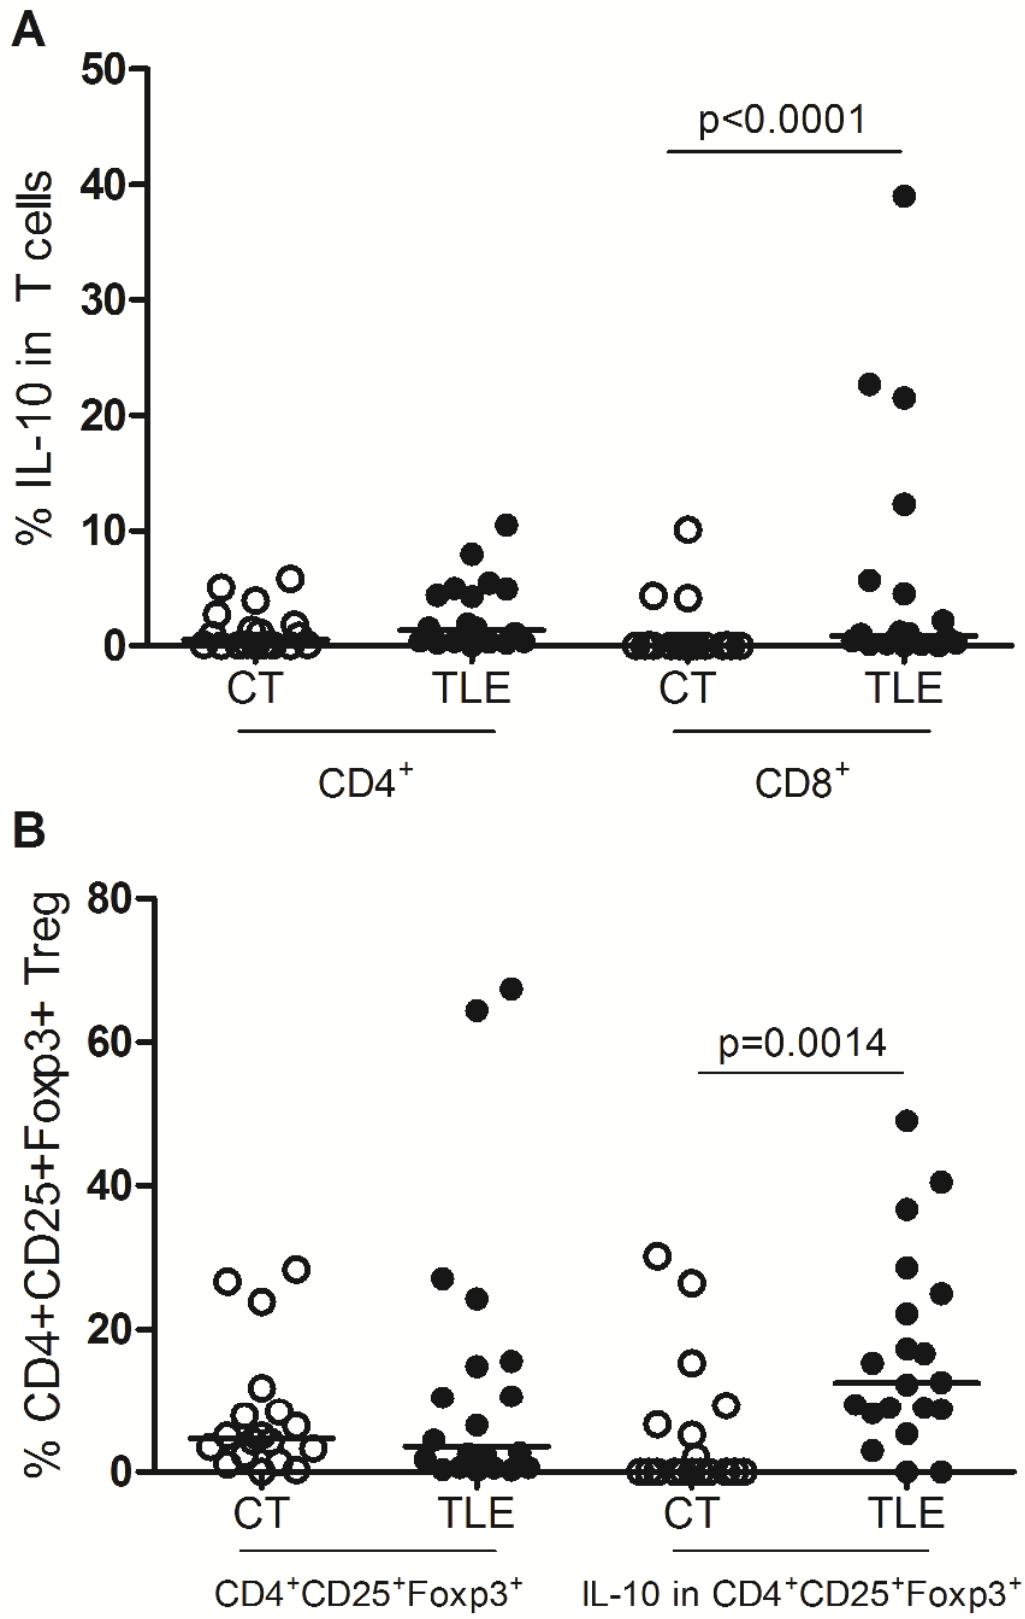 A
% IL-10 in T cells
50
40
30
20
10
0
p<0.0001
CT TLE CT TLE
CD4⁺ CD8⁺
B
% CD4+CD25+Foxp3+ Treg
80
60
40
20
0
p=0.0014
CT TLE CT TLE
CD4⁺CD25⁺Foxp3⁺ IL-10 in CD4⁺CD25⁺Foxp3⁺